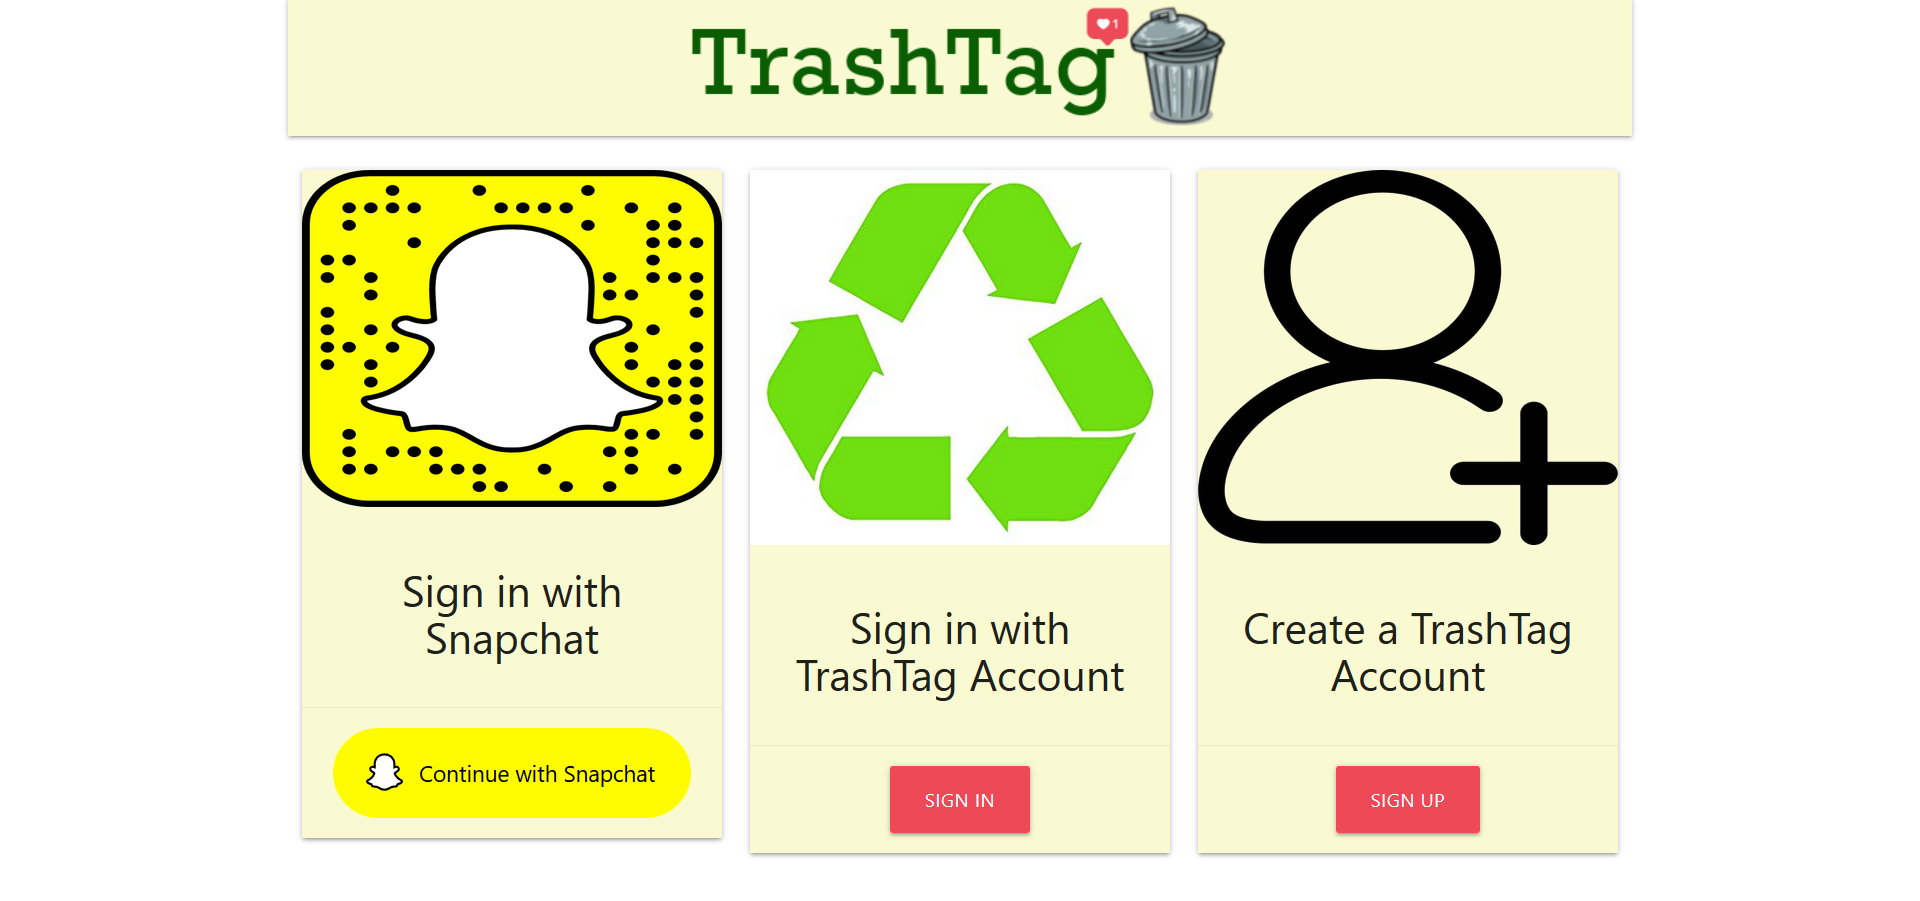 TrashTag
1
Sign in with
Snapchat
Continue with Snapchat
Sign in with
TrashTag Account
SIGN IN
Create a TrashTag
Account
SIGN UP